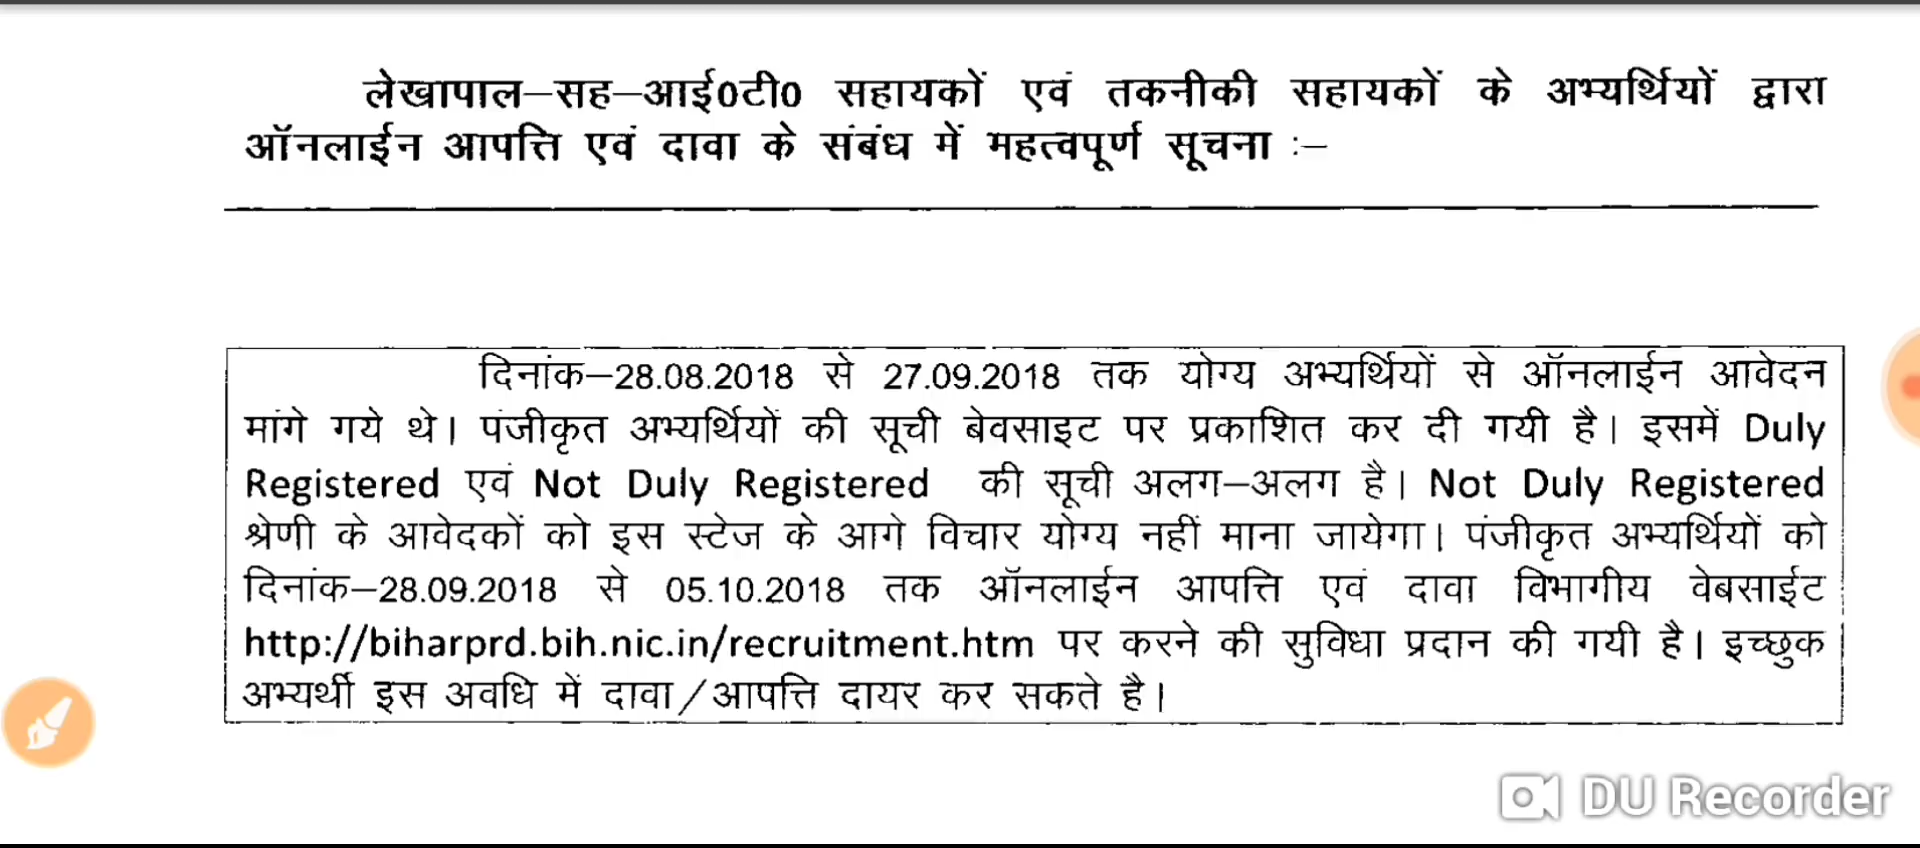 लेखापाल–सह–आई0टी0 सहायकों एवं तकनीकी सहायकों के अभ्यर्थियों द्वारा
ऑनलाईन आपत्ति एवं दावा के संबंध में महत्वपूर्ण सूचना :–
दिनांक–28.08.2018 से 27.09.2018 तक योग्य अभ्यर्थियों से ऑनलाईन आवेदन
मांगे गये थे। पंजीकृत अभ्यर्थियों की सूची बेवसाइट पर प्रकाशित कर दी गयी है। इसमें Duly
Registered एवं Not Duly Registered की सूची अलग–अलग है। Not Duly Registered
श्रेणी के आवेदकों को इस स्टेज के आगे विचार योग्य नहीं माना जायेगा। पंजीकृत अभ्यर्थियों को
दिनांक–28.09.2018 से 05.10.2018 तक ऑनलाईन आपत्ति एवं दावा विभागीय वेबसाईट
http://biharprd.bih.nic.in/recruitment.htm पर करने की सुविधा प्रदान की गयी है। इच्छुक
अभ्यर्थी इस अवधि में दावा/आपत्ति दायर कर सकते है।
DU Recorder